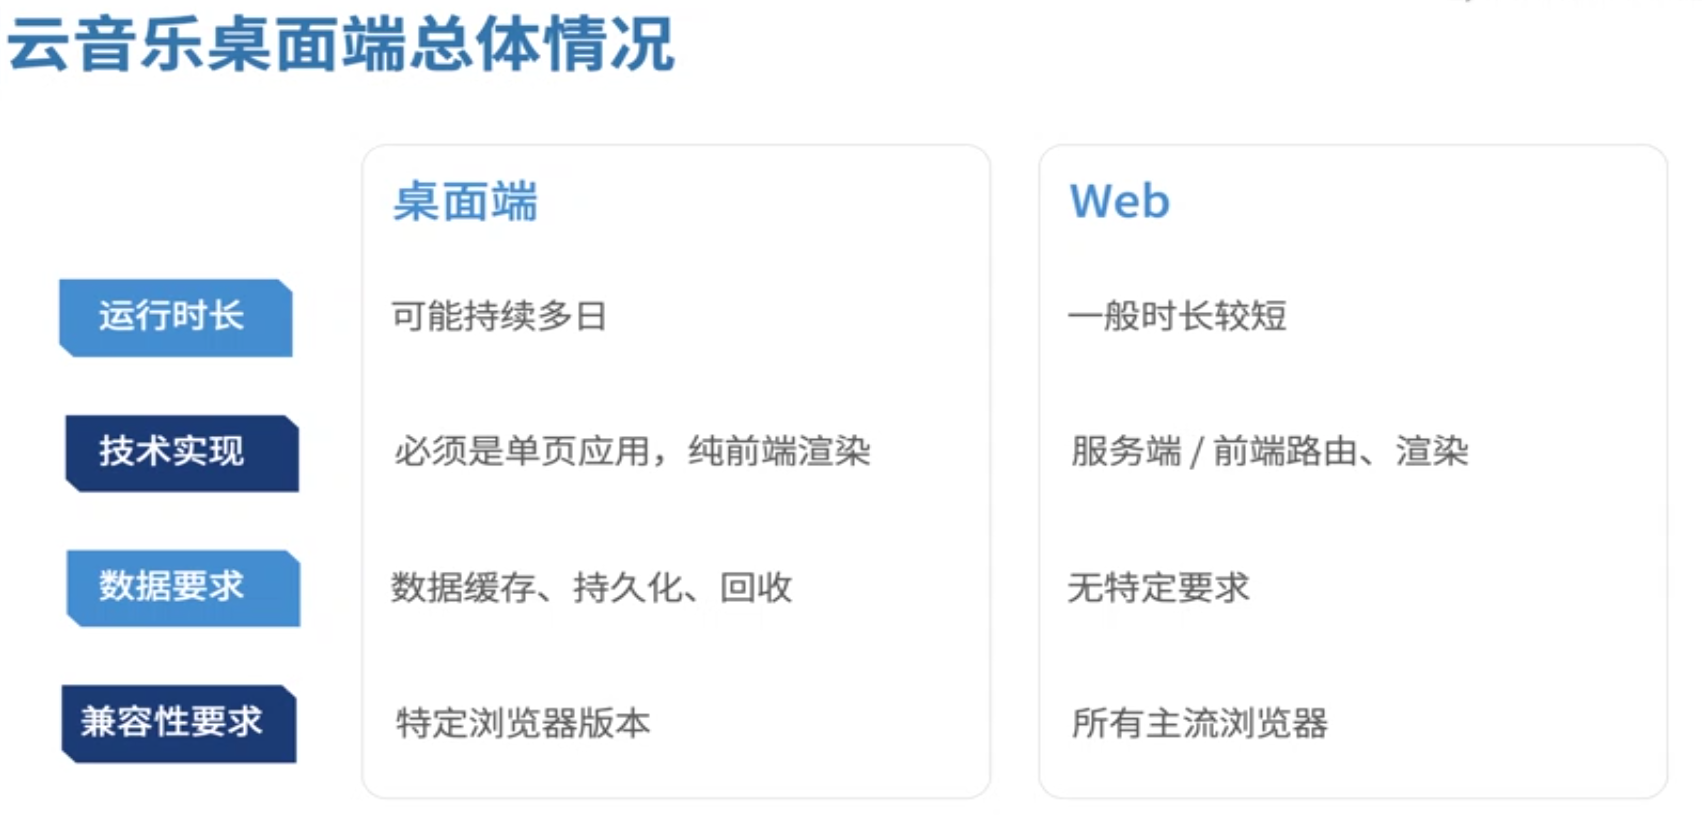 云音乐桌面端总体情况
桌面端
Web
运行时长
可能持续多日
一般时长较短
技术实现
必须是单页应用，纯前端渲染
服务端 / 前端路由、渲染
数据要求
数据缓存、持久化、回收
无特定要求
兼容性要求
特定浏览器版本
所有主流浏览器